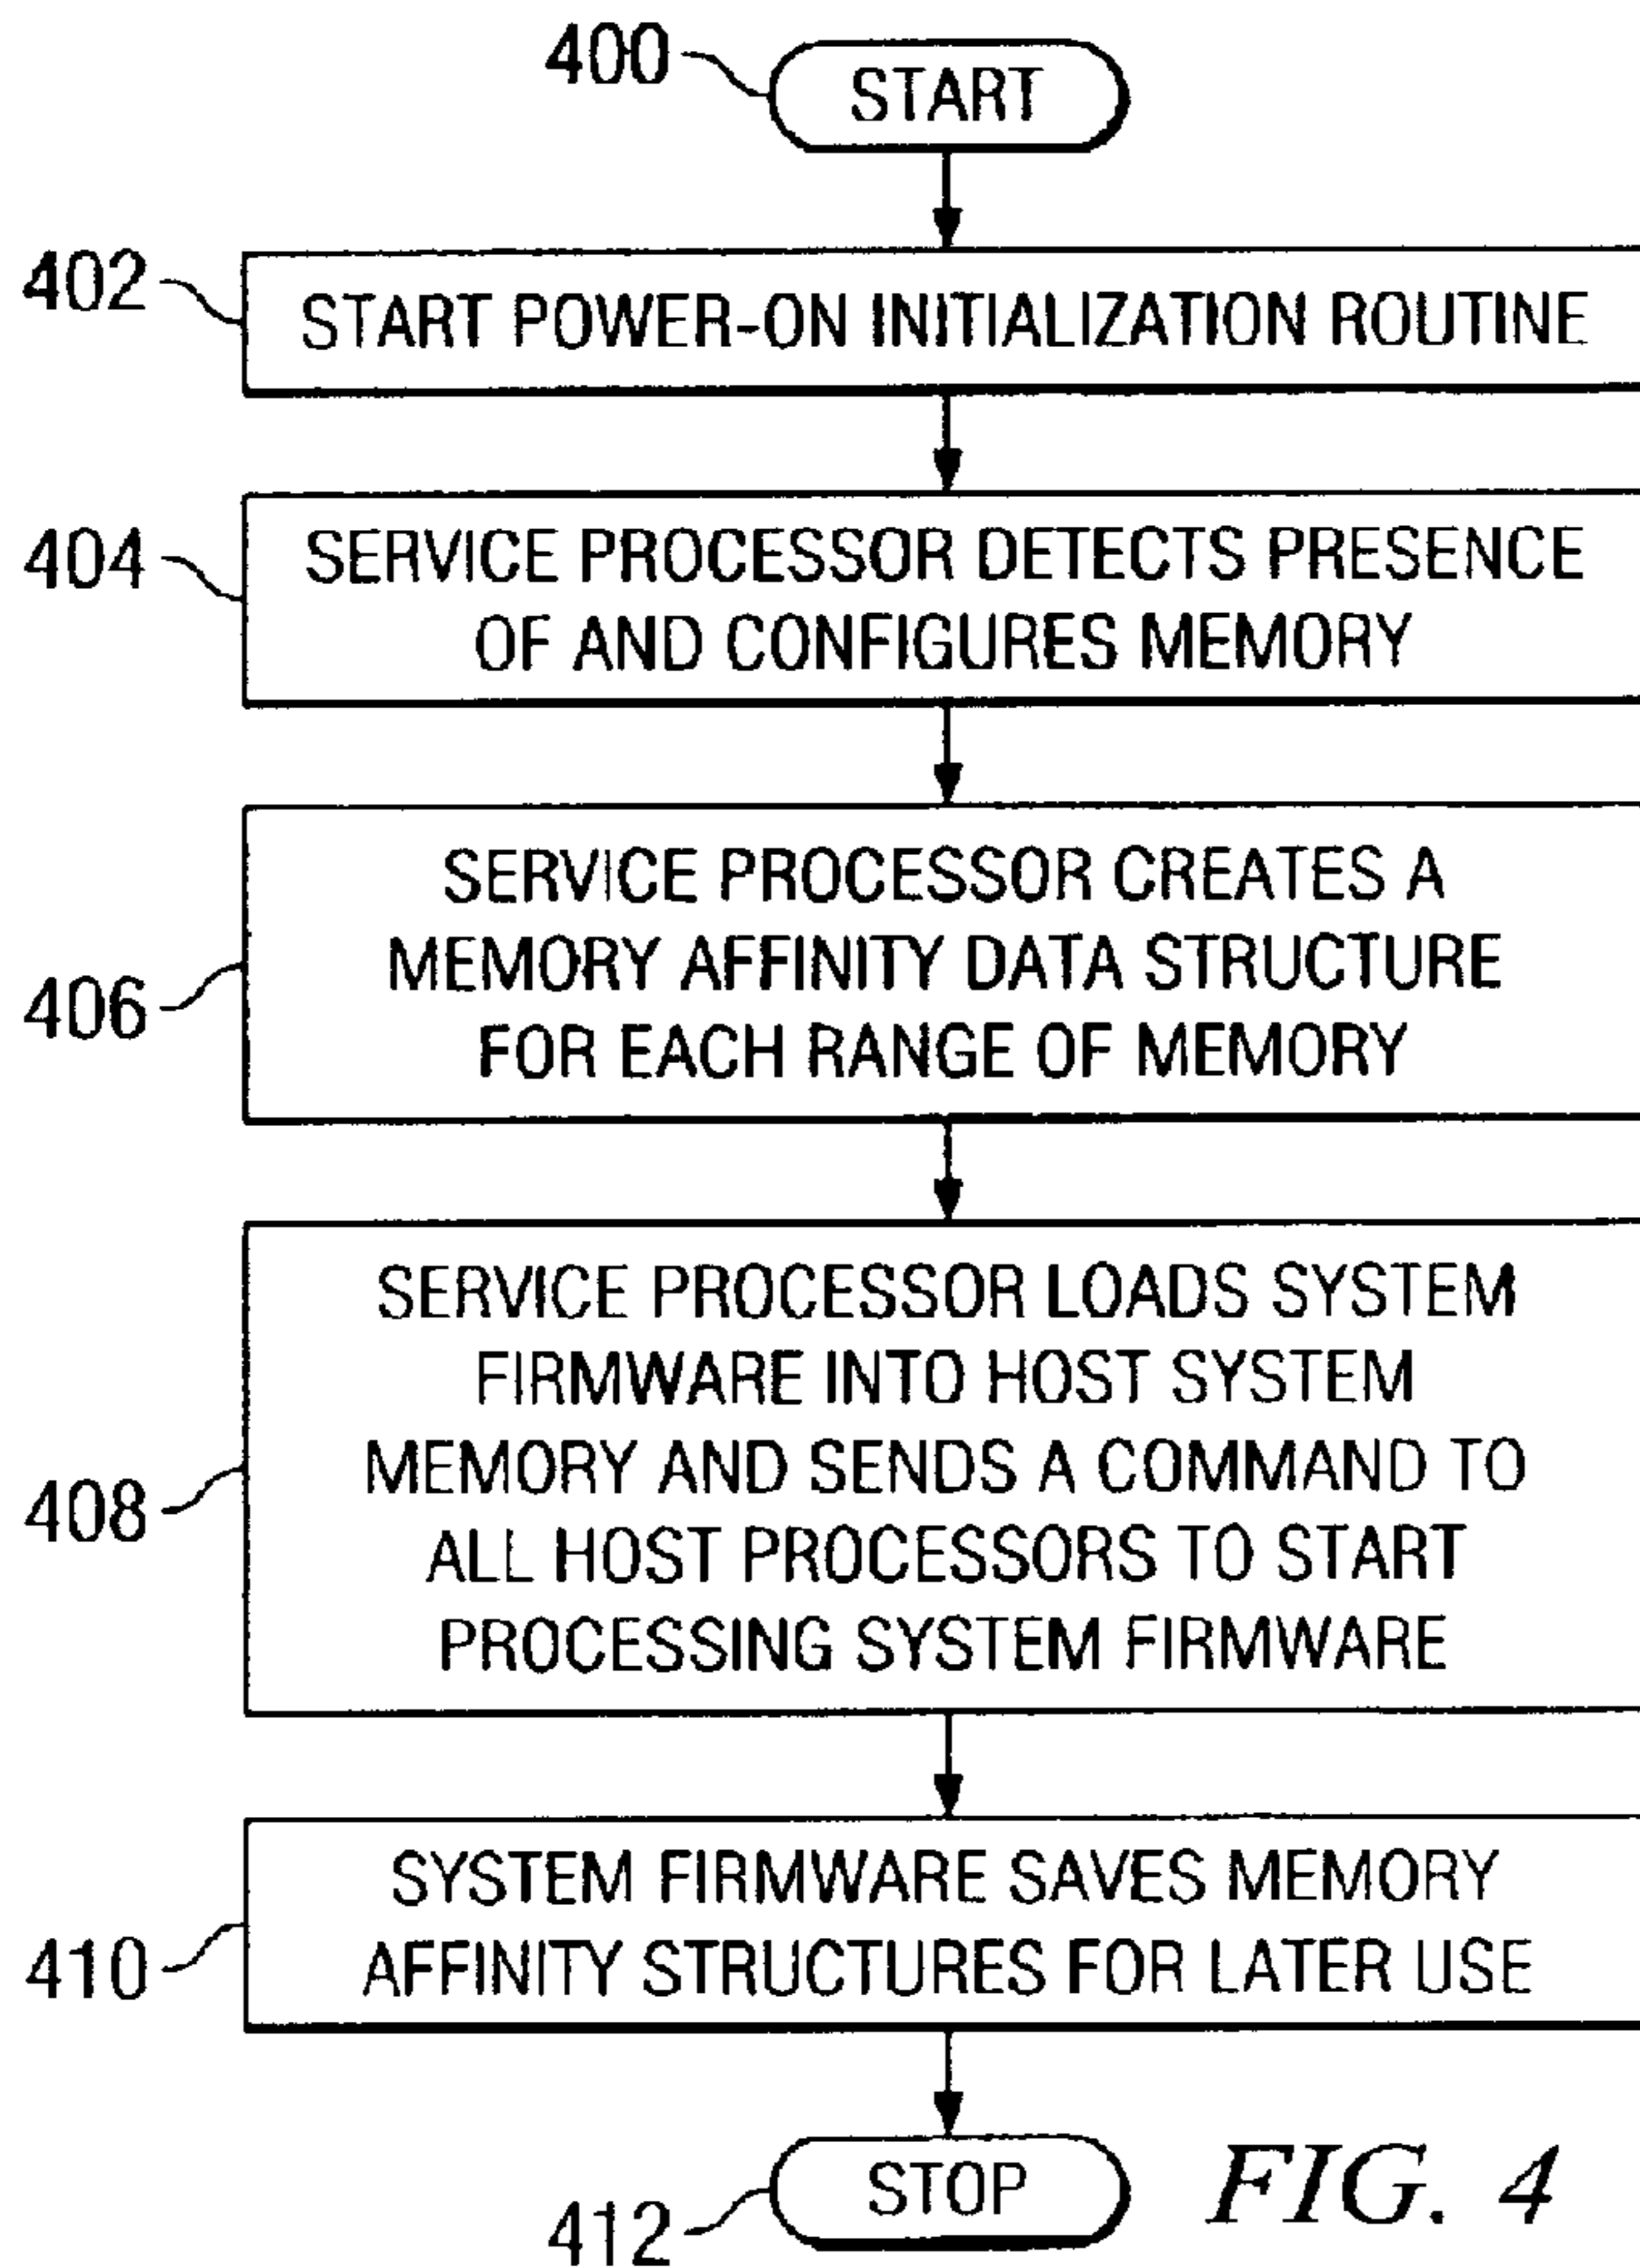 400
START
402
START POWER-ON INITIALIZATION ROUTINE
404
SERVICE PROCESSOR DETECTS PRESENCE
OF AND CONFIGURES MEMORY
406
SERVICE PROCESSOR CREATES A
MEMORY AFFINITY DATA STRUCTURE
FOR EACH RANGE OF MEMORY
408
SERVICE PROCESSOR LOADS SYSTEM
FIRMWARE INTO HOST SYSTEM
MEMORY AND SENDS A COMMAND TO
ALL HOST PROCESSORS TO START
PROCESSING SYSTEM FIRMWARE
410
SYSTEM FIRMWARE SAVES MEMORY
AFFINITY STRUCTURES FOR LATER USE
412
STOP
FIG. 4